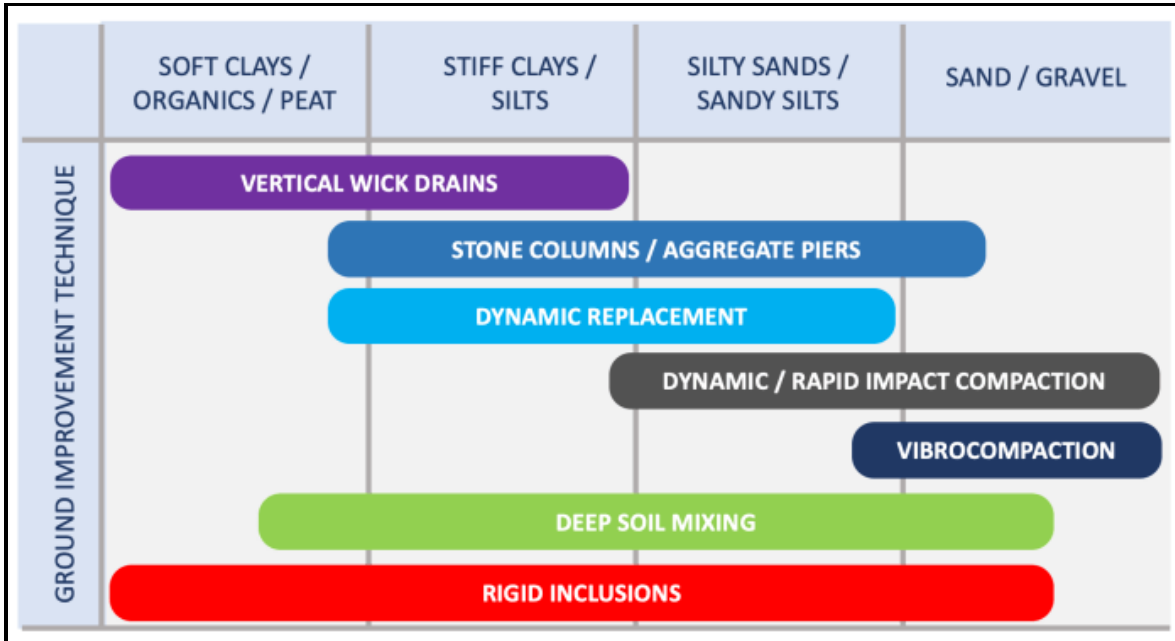 SOFT CLAYS /
ORGANICS / PEAT
STIFF CLAYS /
SILTS
SILTY SANDS /
SANDY SILTS
SAND / GRAVEL
GROUND IMPROVEMENT TECHNIQUE
VERTICAL WICK DRAINS
STONE COLUMNS / AGGREGATE PIERS
DYNAMIC REPLACEMENT
DYNAMIC / RAPID IMPACT COMPACTION
VIBROCOMPACTION
DEEP SOIL MIXING
RIGID INCLUSIONS